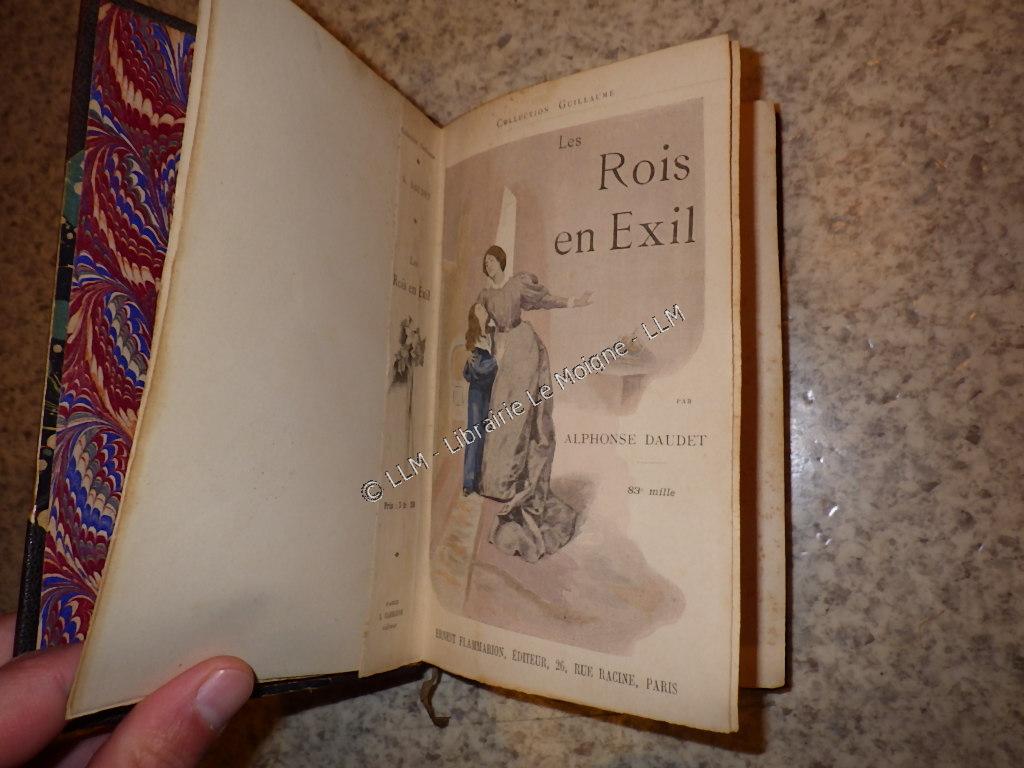 COLLECTION GUILLAUME
Les
Rois
en Exil
PAR
ALPHONSE DAUDET
83e mille
ERNEST FLAMMARION, ÉDITEUR, 26, RUE RACINE, PARIS
Rois en Exil
© LLM - Librairie Le Moigne - LLM